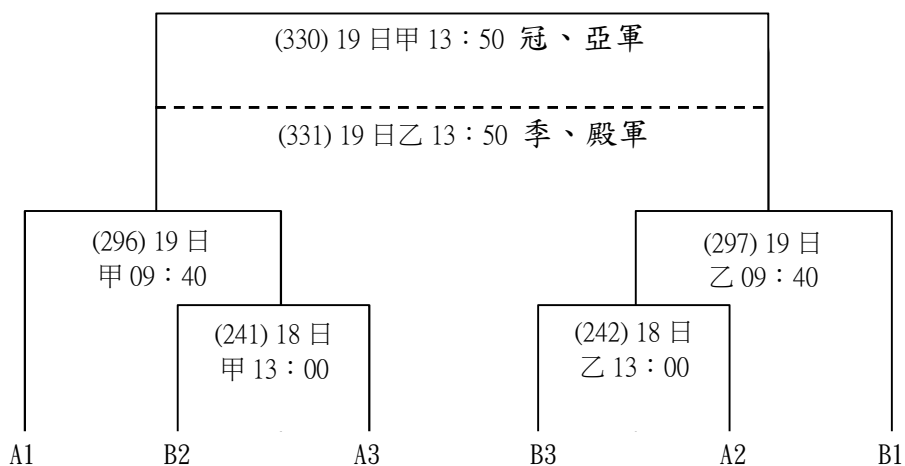 (330) 19 日甲 13：50 冠、亞軍
(331) 19 日乙 13：50 季、殿軍
(296) 19 日
甲 09：40
(297) 19 日
乙 09：40
(241) 18 日
甲 13：00
(242) 18 日
乙 13：00
A1 B2 A3 B3 A2 B1